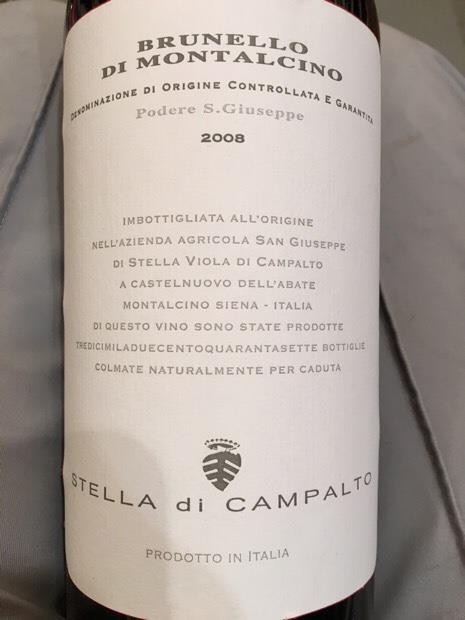 BRUNELLO
DI MONTALCINO
DENOMINAZIONE DI ORIGINE CONTROLLATA E GARANTITA
Podere S.Giuseppe
2008
IMBOTTIGLIATA ALL'ORIGINE
NELL'AZIENDA AGRICOLA SAN GIUSEPPE
DI STELLA VIOLA DI CAMPALTO
A CASTELNUOVO DELL'ABATE
MONTALCINO SIENA - ITALIA
DI QUESTO VINO SONO STATE PRODOTTE
TREDICIMILADUECENTOQUARANTASETTE BOTTIGLIE
COLMATE NATURALMENTE PER CADUTA
STELLA di CAMPALTO
PRODOTTO IN ITALIA